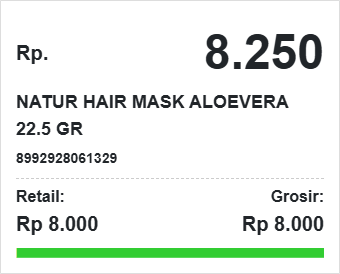 Rp. 8.250
NATUR HAIR MASK ALOEVERA
22.5 GR
8992928061329
Retail: Grosir:
Rp 8.000 Rp 8.000